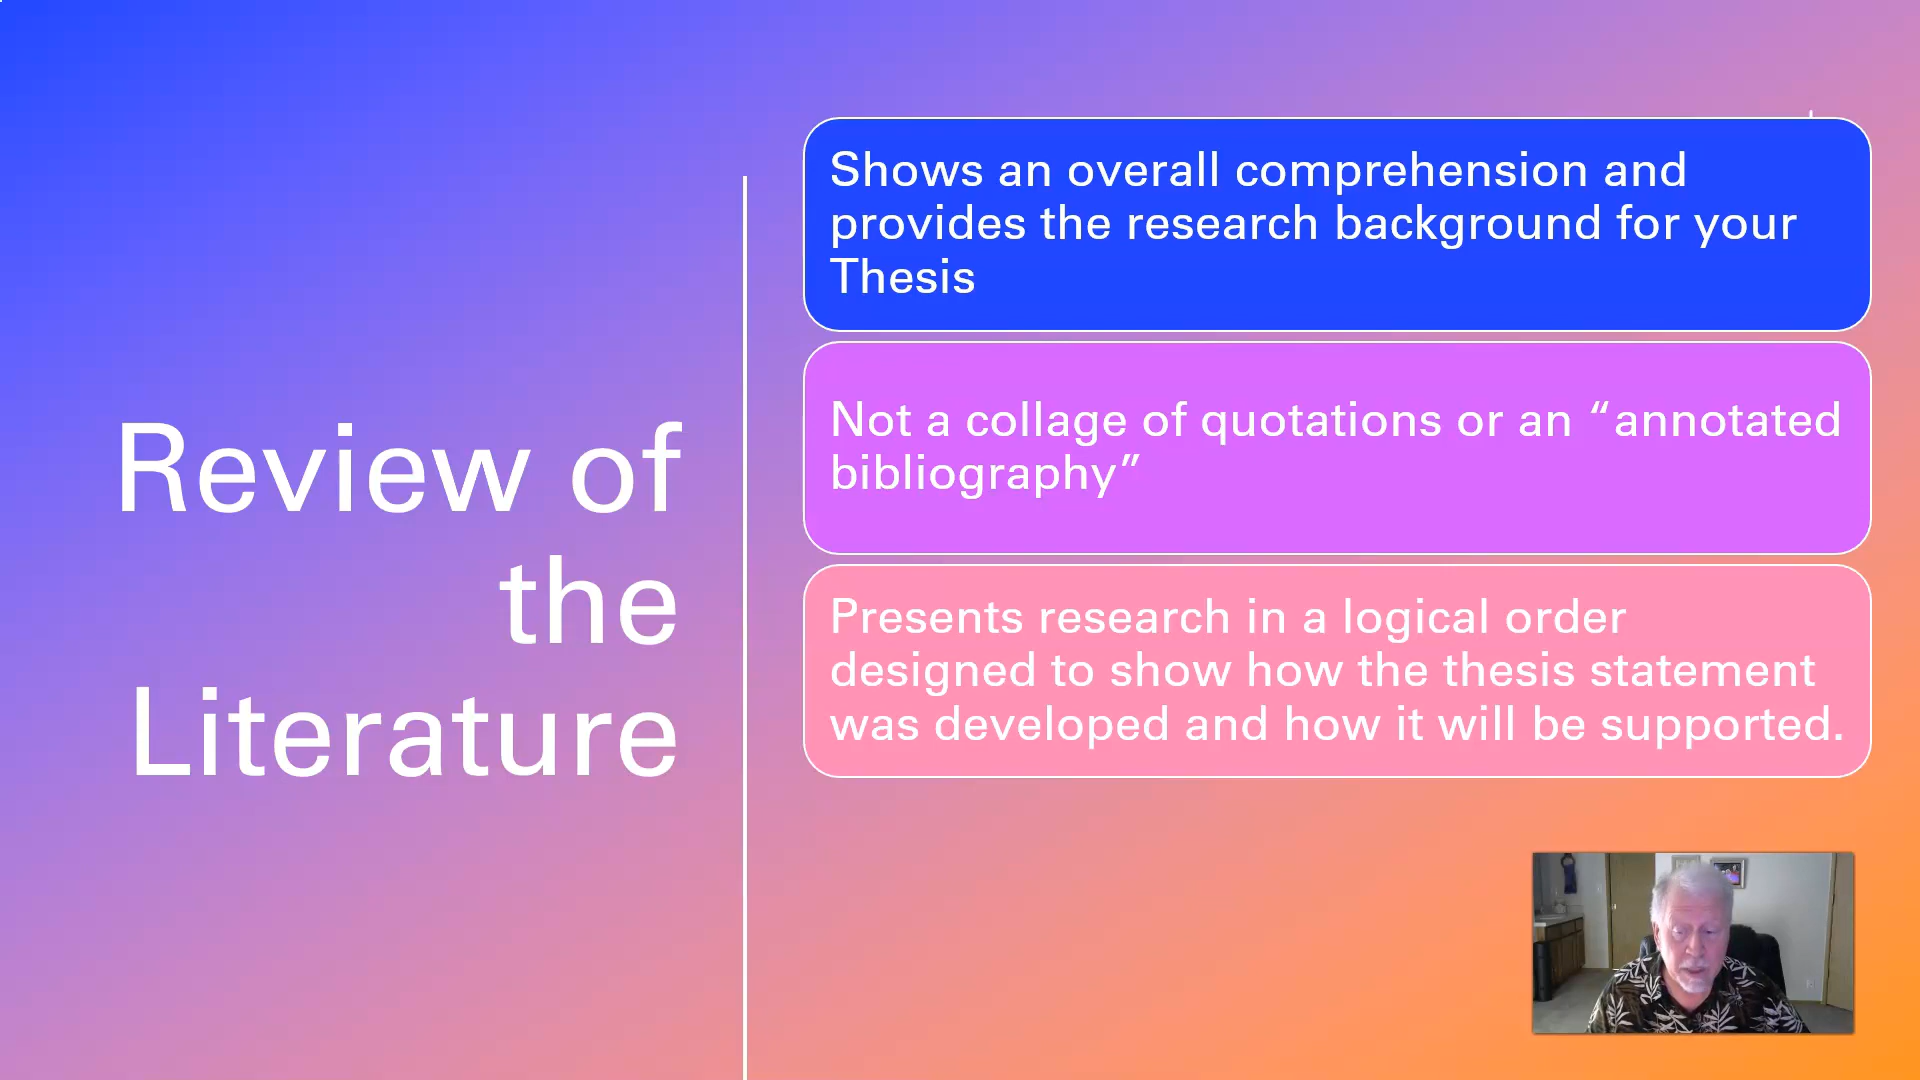 Review of
the
Literature
Shows an overall comprehension and
provides the research background for your
Thesis
Not a collage of quotations or an “annotated
bibliography”
Presents research in a logical order
designed to show how the thesis statement
was developed and how it will be supported.